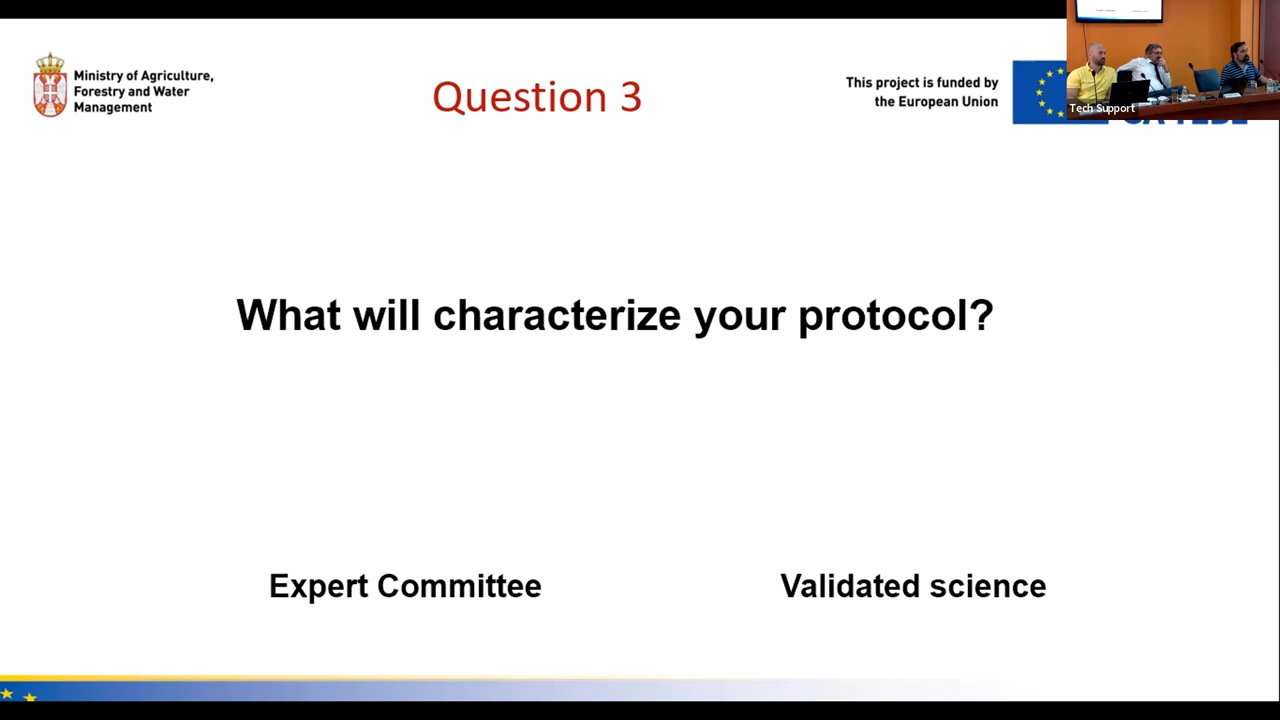 Ministry of Agriculture,
Forestry and Water
Management
Question 3
This project is funded by
the European Union
Tech Support
What will characterize your protocol?
Expert Committee
Validated science